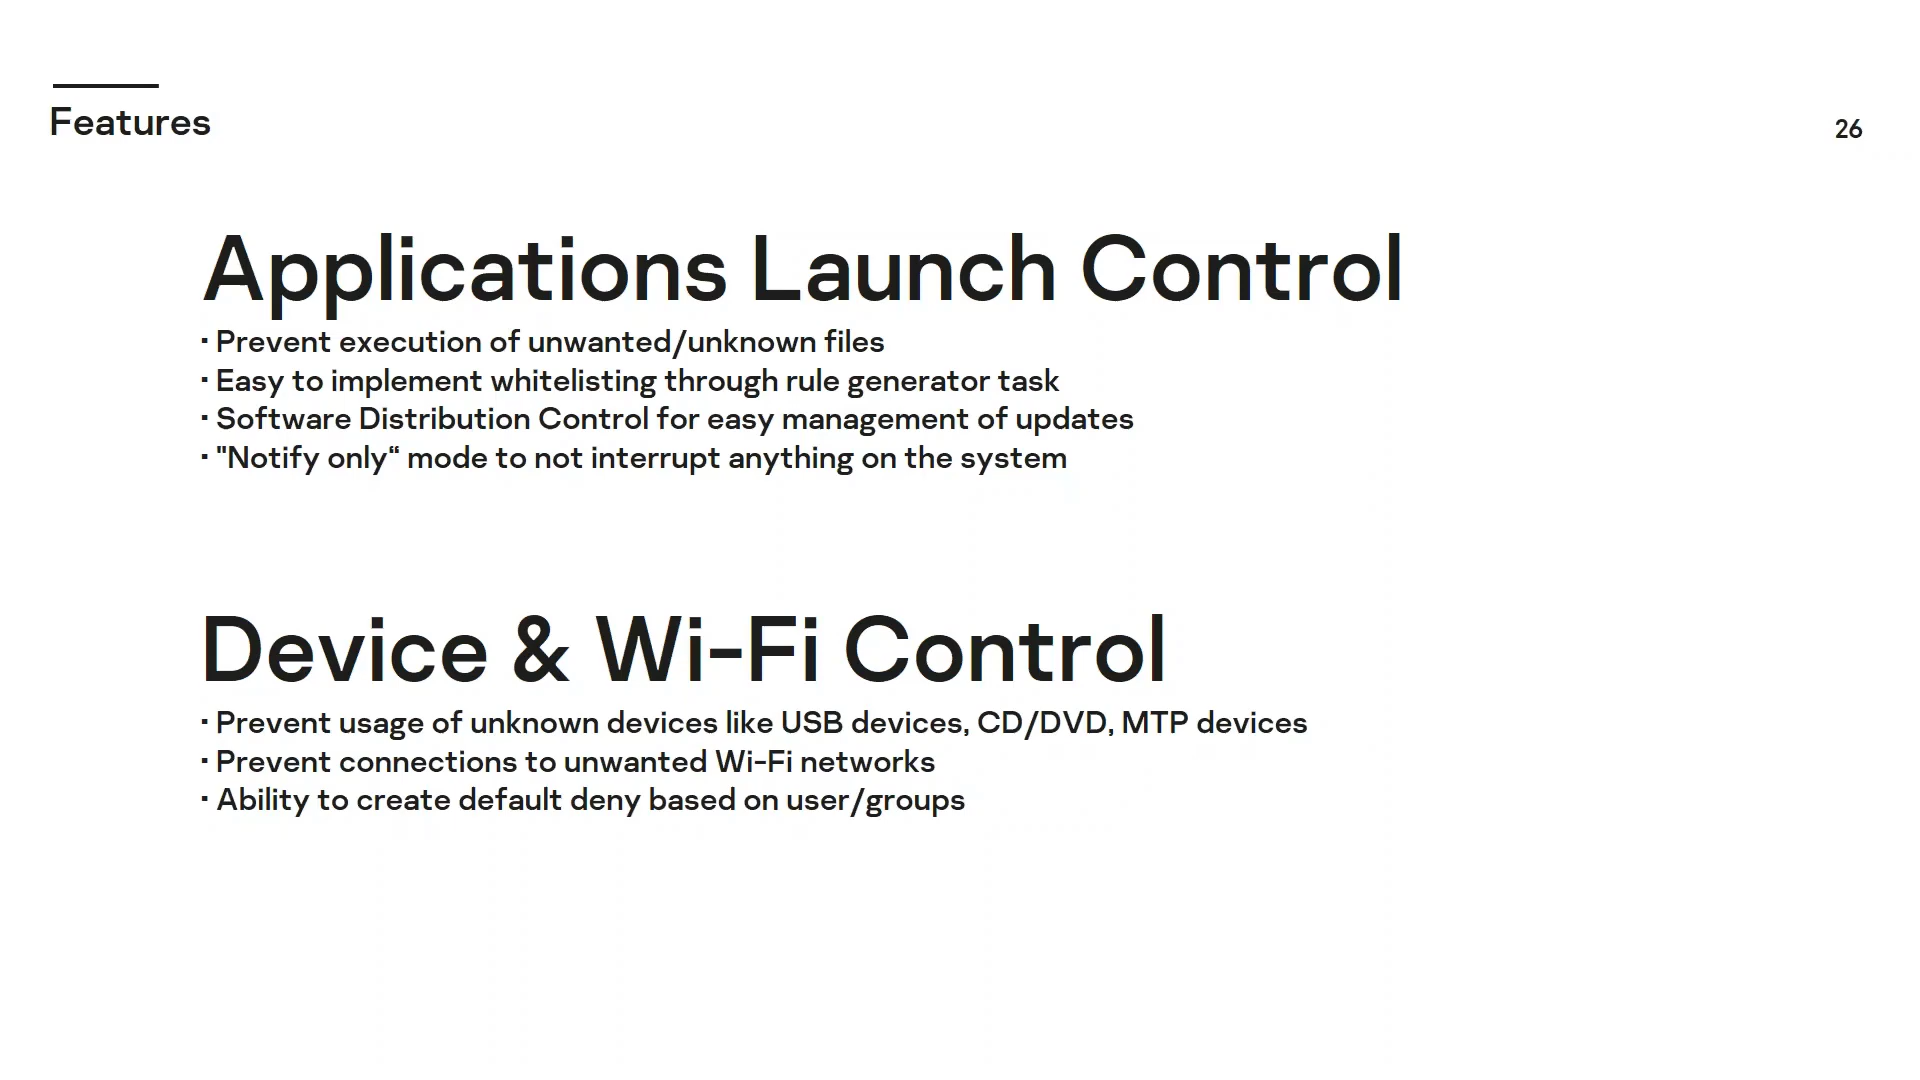 Features
26
Applications Launch Control
▪ Prevent execution of unwanted/unknown files
▪ Easy to implement whitelisting through rule generator task
▪ Software Distribution Control for easy management of updates
▪ "Notify only“ mode to not interrupt anything on the system
Device & Wi-Fi Control
▪ Prevent usage of unknown devices like USB devices, CD/DVD, MTP devices
▪ Prevent connections to unwanted Wi-Fi networks
▪ Ability to create default deny based on user/groups